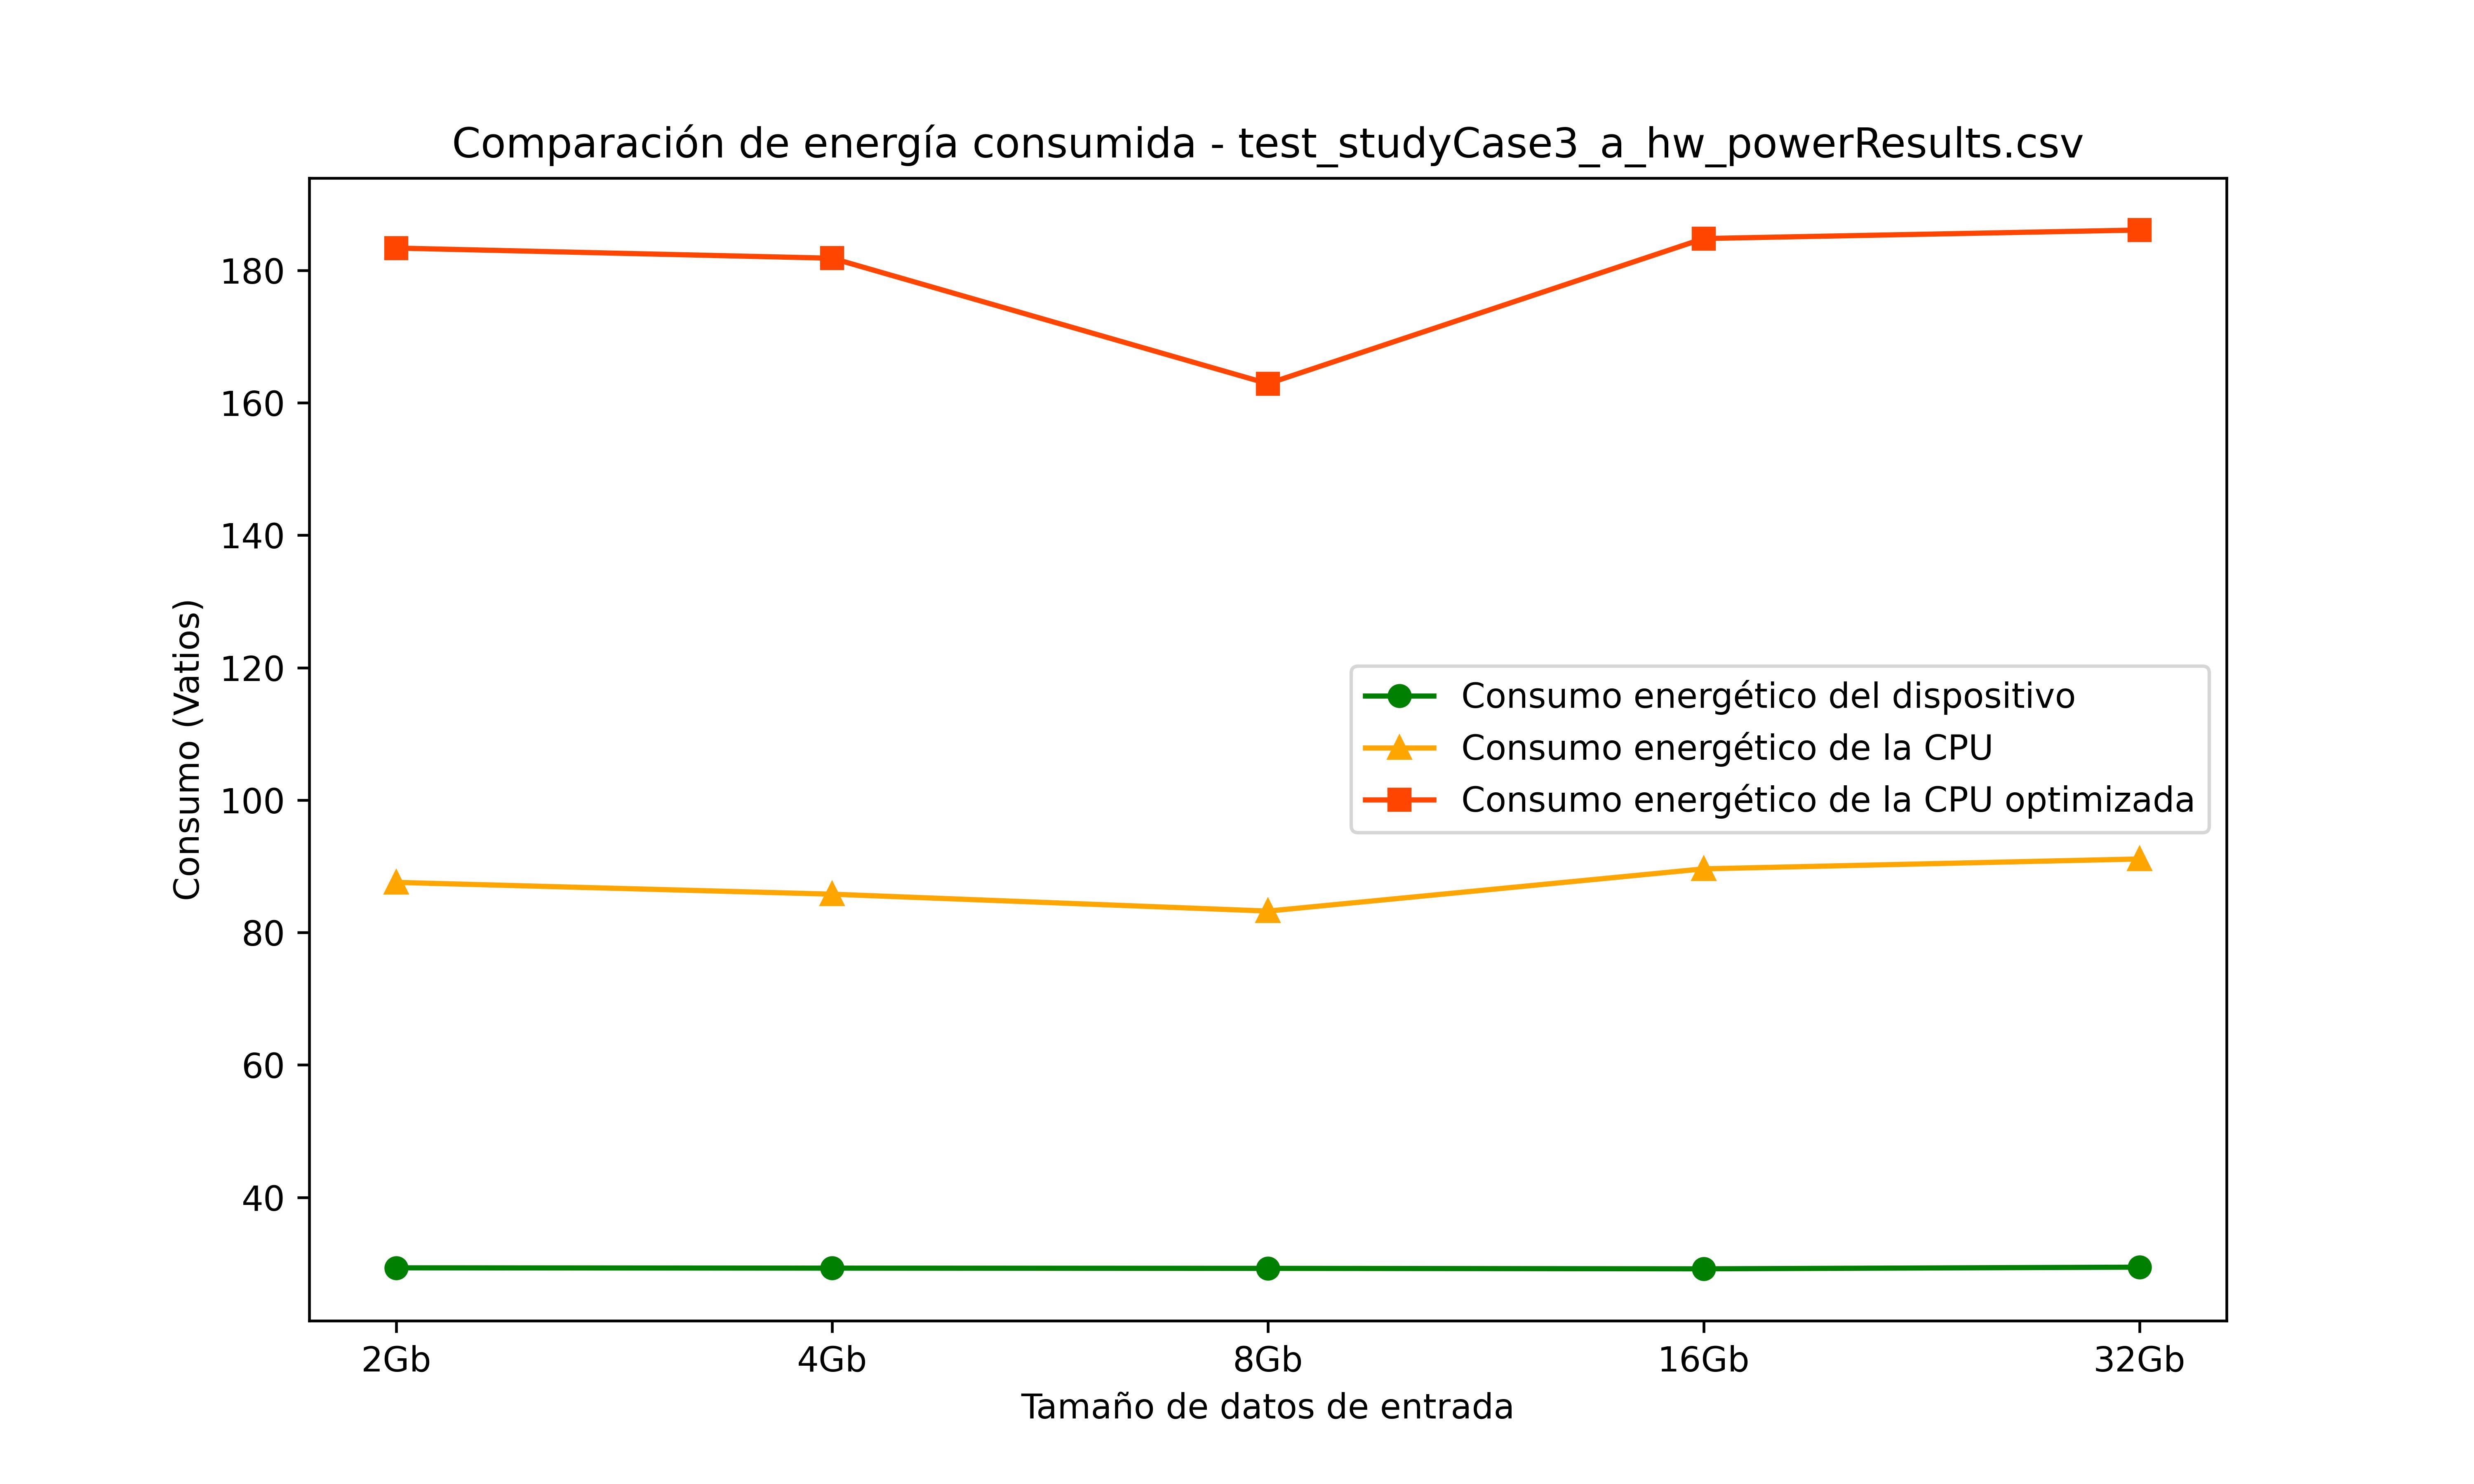 Comparación de energía consumida - test_studyCase3_a_hw_powerResults.csv
Consumo (Vatios)
180
160
140
120
100
80
60
40
Consumo energético del dispositivo
Consumo energético de la CPU
Consumo energético de la CPU optimizada
2Gb 4Gb 8Gb 16Gb 32Gb
Tamaño de datos de entrada